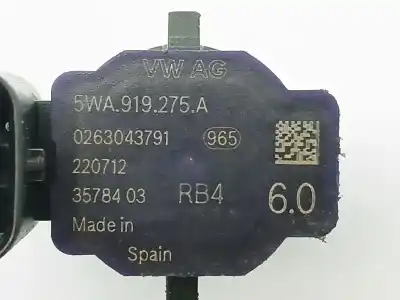 VW AG
5WA.919.275.A
0263043791 965
220712
35784 03 RB4 6.0
Made in
Spain